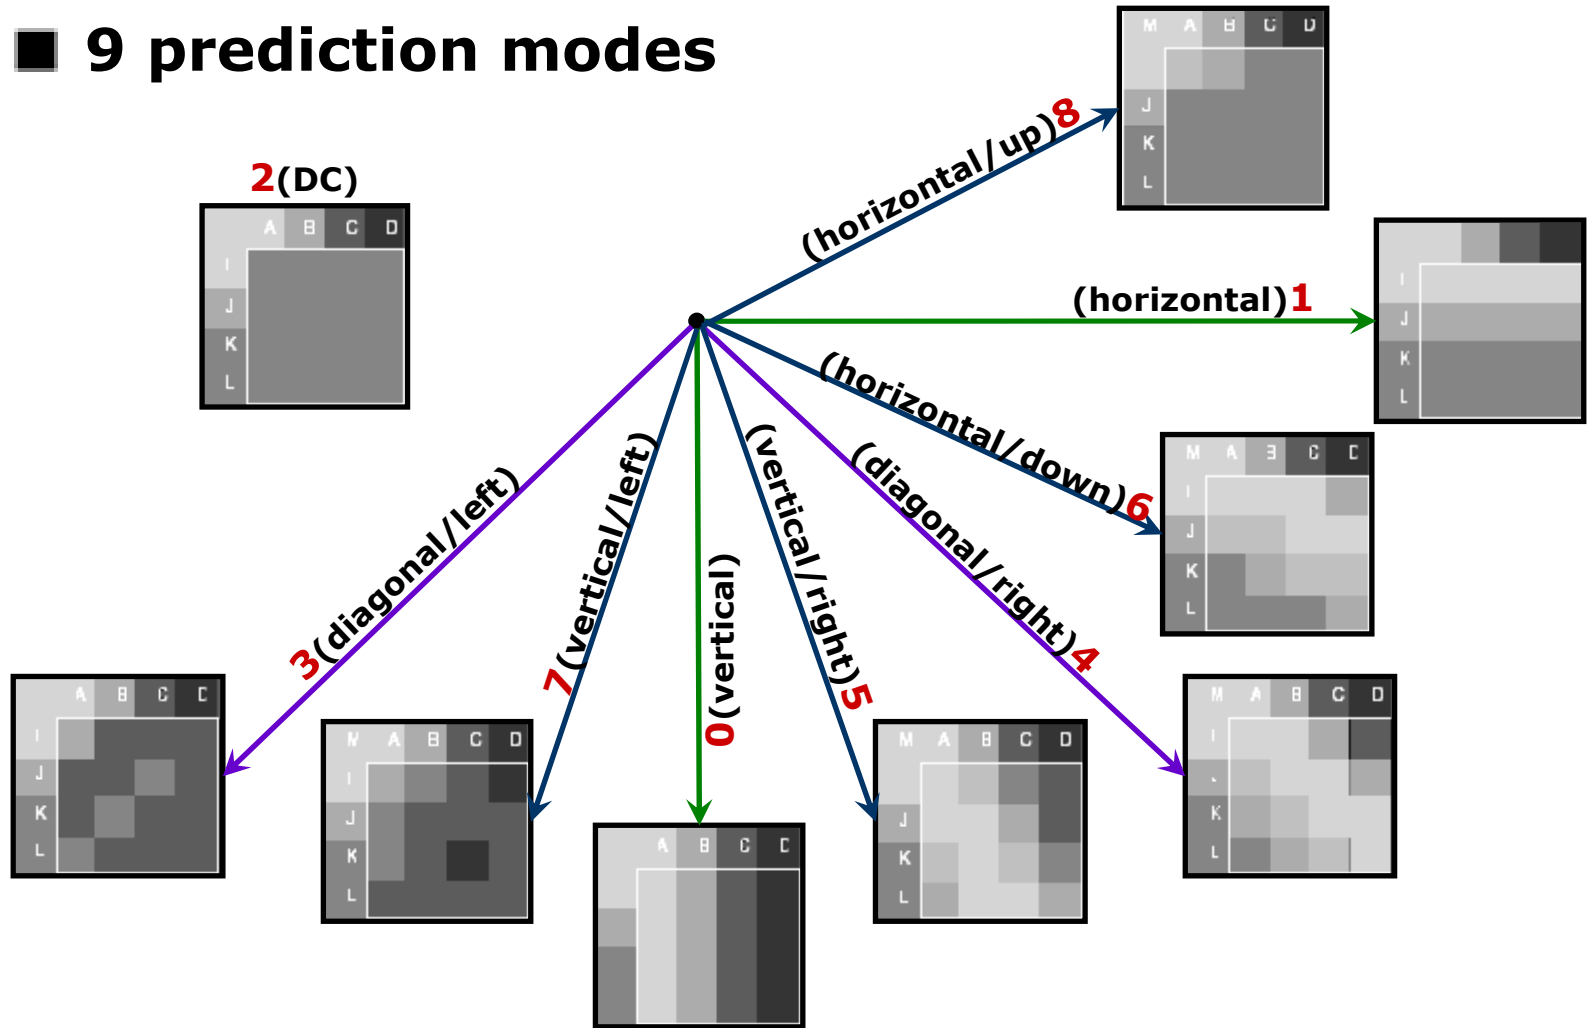 9 prediction modes
M A B C D
J
K
L
(horizontal/up)8
2(DC)
A B C D
I
J
K
L
(horizontal)1
I
J
K
L
(horizontal/down)6
M A B C D
I
J
K
L
(diagonal/right)4
M A B C D
I
K
L
(vertical/right)5
M A B C D
J
K
L
0(vertical)
A B C D
7(vertical/left)
M A B C D
I
J
K
L
3(diagonal/left)
A B C D
I
J
K
L